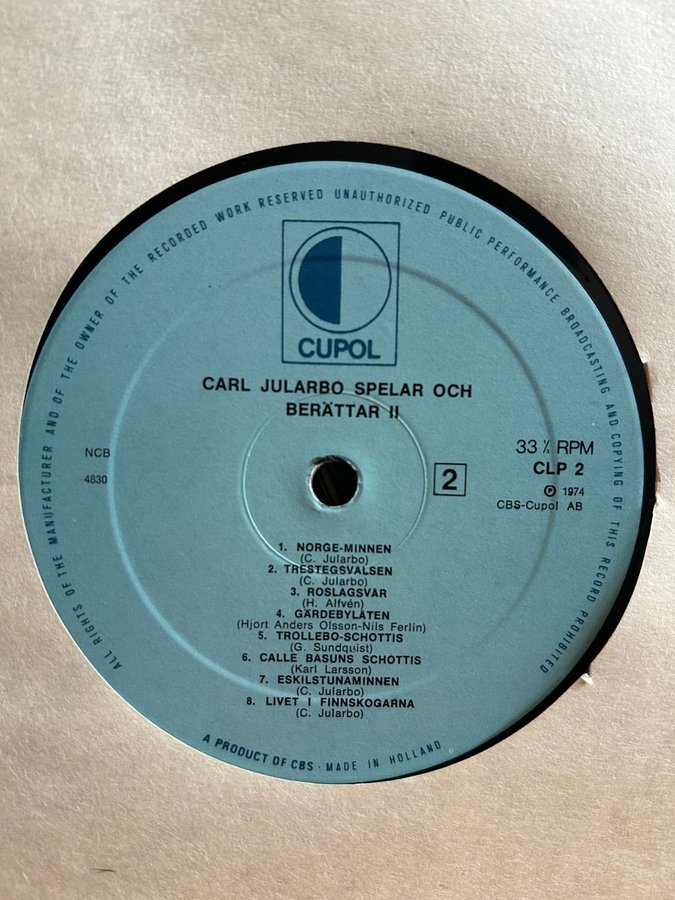 ALL RIGHTS OF THE MANUFACTURER AND OF THE OWNER OF THE RECORDED WORK RESERVED UNAUTHORIZED PUBLIC PERFORMANCE BROADCASTING AND COPYING OF THIS RECORD PROHIBITED
CUPOL
CARL JULARBO SPELAR OCH
BERÄTTAR II
NCB
4830
2
33 ⅓ RPM
CLP 2
℗ 1974
CBS-Cupol AB
1. NORGE-MINNEN
(C. Jularbo)
2. TRESTEGSVALSEN
(C. Jularbo)
3. ROSLAGSVÅR
(H. Alfvén)
4. GÄRDEBYLÅTEN
(Hjort Anders Olsson-Nils Ferlin)
5. TROLLEBO-SCHOTTIS
(G. Sundquist)
6. CALLE BASUNS SCHOTTIS
(Karl Larsson)
7. ESKILSTUNAMINNEN
(C. Jularbo)
8. LIVET I FINNSKOGARNA
(C. Jularbo)
A PRODUCT OF CBS · MADE IN HOLLAND